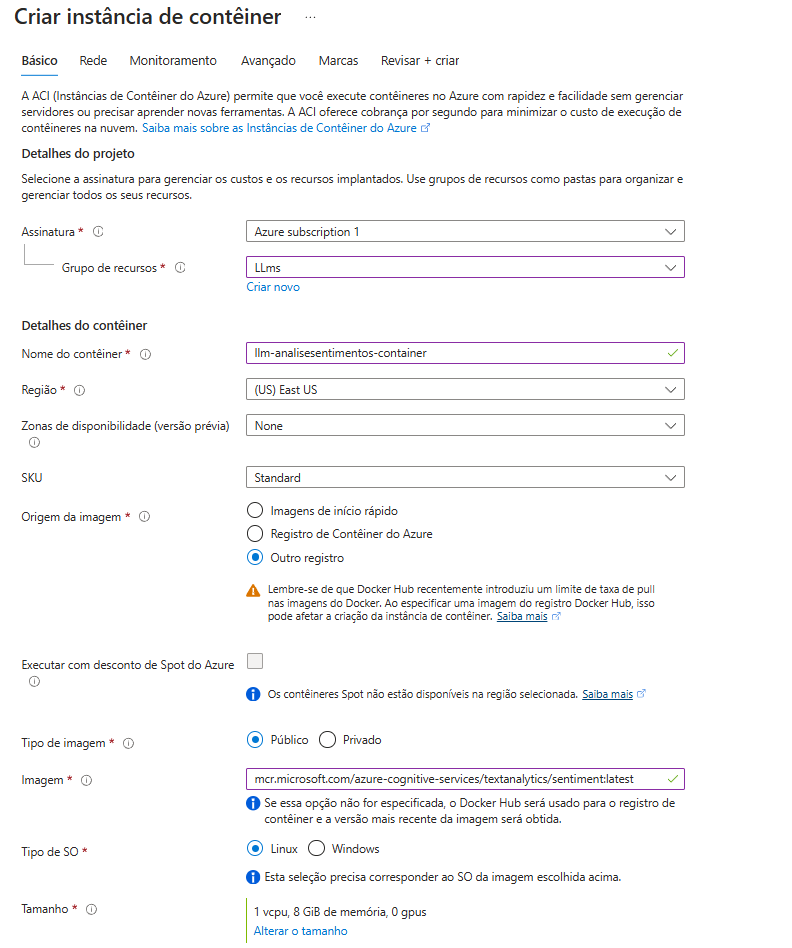 Criar instância de contêiner ...
Básico Rede Monitoramento Avançado Marcas Revisar + criar
A ACI (Instâncias de Contêiner do Azure) permite que você execute contêineres no Azure com rapidez e facilidade sem gerenciar
servidores ou precisar aprender novas ferramentas. A ACI oferece cobrança por segundo para minimizar o custo de execução de
contêineres na nuvem. Saiba mais sobre as Instâncias de Contêiner do Azure
Detalhes do projeto
Selecione a assinatura para gerenciar os custos e os recursos implantados. Use grupos de recursos como pastas para organizar e
gerenciar todos os seus recursos.
Assinatura * Azure subscription 1
Grupo de recursos * LLms
Criar novo
Detalhes do contêiner
Nome do contêiner * llm-analisesentimentos-container
Região * (US) East US
Zonas de disponibilidade (versão prévia) None
SKU Standard
Origem da imagem * Imagens de início rápido
Registro de Contêiner do Azure
Outro registro
Lembre-se de que Docker Hub recentemente introduziu um limite de taxa de pull
nas imagens do Docker. Ao especificar uma imagem do registro Docker Hub, isso
pode afetar a criação da instância de contêiner. Saiba mais
Executar com desconto de Spot do Azure
Os contêineres Spot não estão disponíveis na região selecionada. Saiba mais
Tipo de imagem * Público Privado
Imagem * mcr.microsoft.com/azure-cognitive-services/textanalytics/sentiment:latest
Se essa opção não for especificada, o Docker Hub será usado para o registro de
contêiner e a versão mais recente da imagem será obtida.
Tipo de SO * Linux Windows
Esta seleção precisa corresponder ao SO da imagem escolhida acima.
Tamanho * 1 vcpu, 8 GiB de memória, 0 gpus
Alterar o tamanho